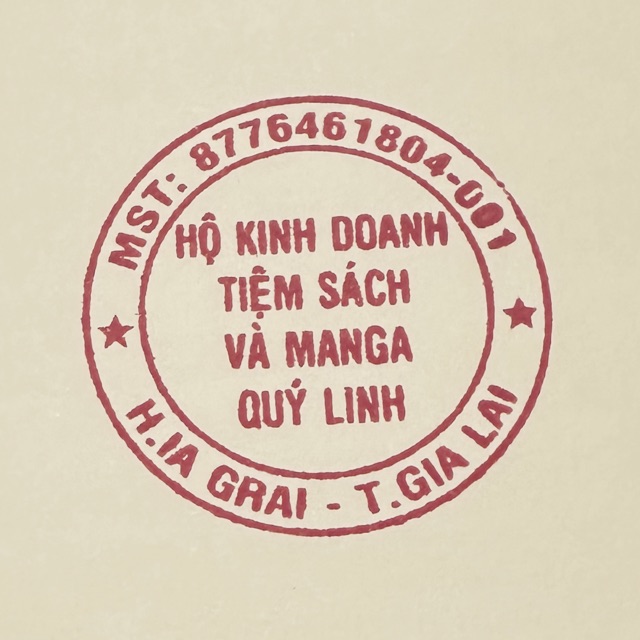 MST: 8776461804-001
HỘ KINH DOANH
TIỆM SÁCH
VÀ MANGA
QUÝ LINH
H.IA GRAI - T.GIA LAI